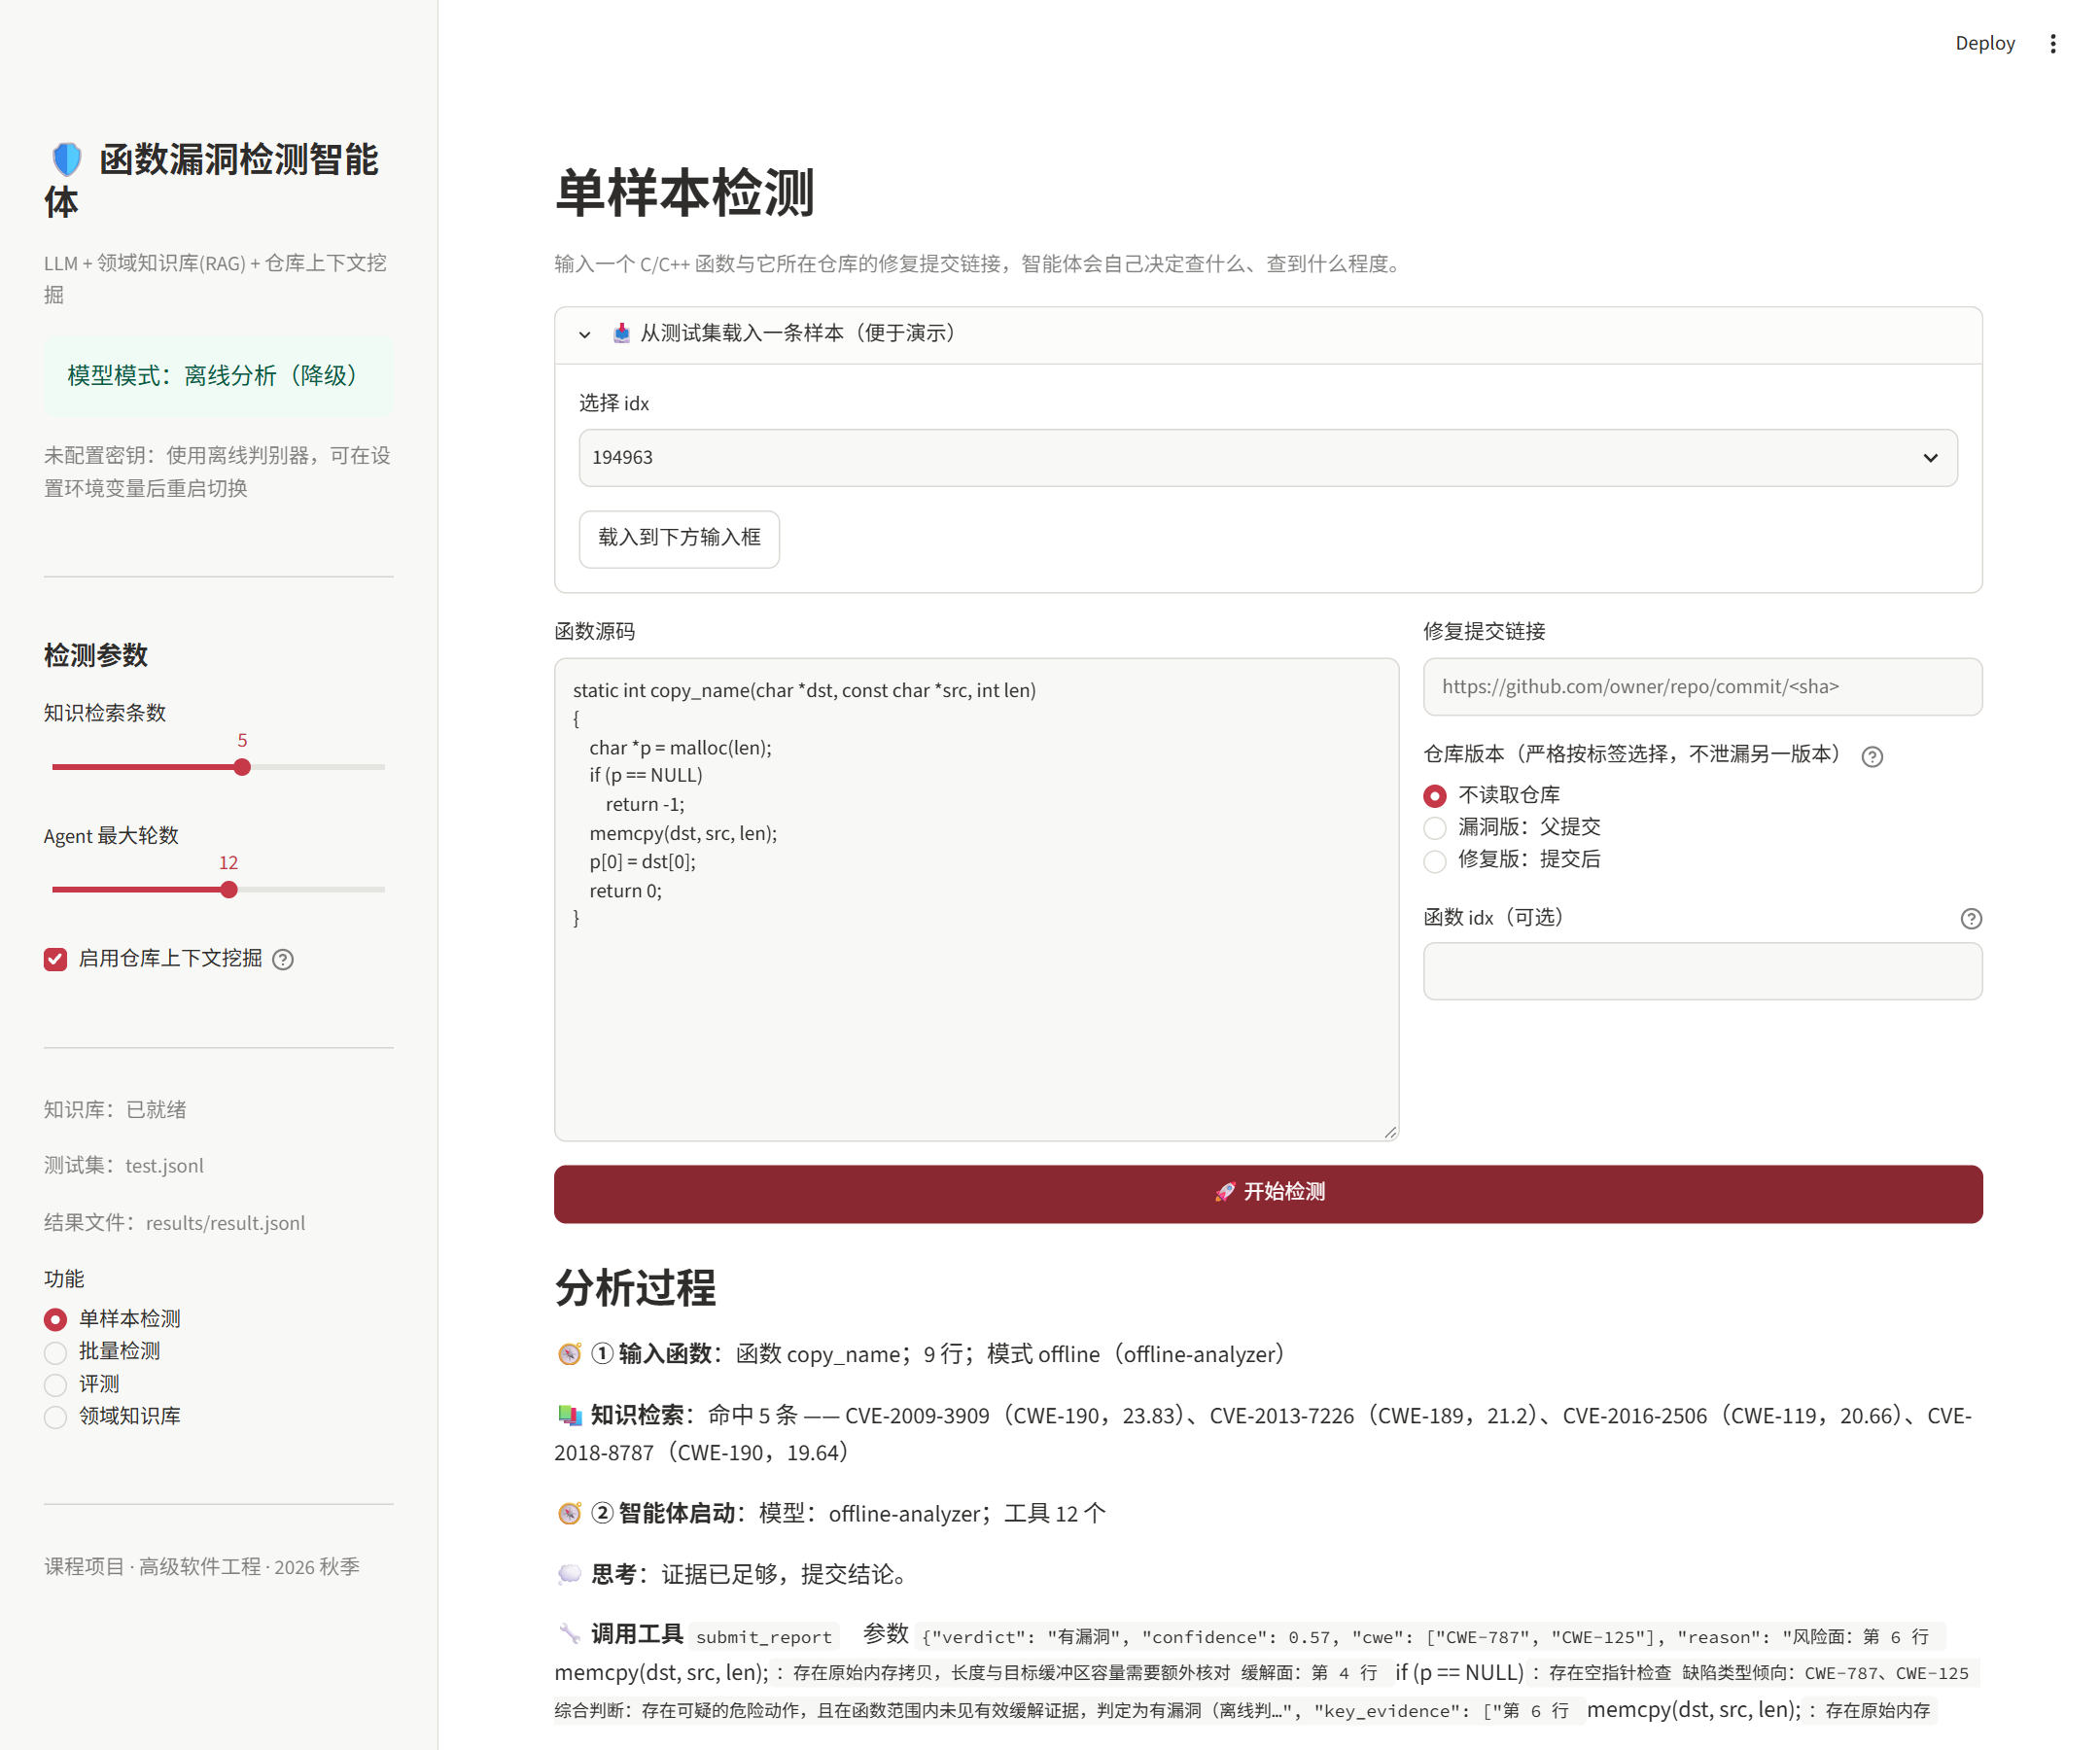 Deploy
函数漏洞检测智能
体
LLM + 领域知识库(RAG) + 仓库上下文挖
掘
模型模式：离线分析（降级）
未配置密钥：使用离线判别器，可在设
置环境变量后重启切换
检测参数
知识检索条数
5
Agent 最大轮数
12
启用仓库上下文挖掘
知识库：已就绪
测试集：test.jsonl
结果文件：results/result.jsonl
功能
单样本检测
批量检测
评测
领域知识库
课程项目 · 高级软件工程 · 2026 秋季
单样本检测
输入一个 C/C++ 函数与它所在仓库的修复提交链接，智能体会自己决定查什么、查到什么程度。
从测试集载入一条样本（便于演示）
选择 idx
194963
载入到下方输入框
函数源码
static int copy_name(char *dst, const char *src, int len)
{
    char *p = malloc(len);
    if (p == NULL)
        return -1;
    memcpy(dst, src, len);
    p[0] = dst[0];
    return 0;
}
修复提交链接
https://github.com/owner/repo/commit/<sha>
仓库版本（严格按标签选择，不泄漏另一版本）
不读取仓库
漏洞版：父提交
修复版：提交后
函数 idx（可选）
开始检测
分析过程
① 输入函数：函数 copy_name；9 行；模式 offline（offline-analyzer）
知识检索：命中 5 条 —— CVE-2009-3909（CWE-190，23.83）、CVE-2013-7226（CWE-189，21.2）、CVE-2016-2506（CWE-119，20.66）、CVE-
2018-8787（CWE-190，19.64）
② 智能体启动：模型：offline-analyzer；工具 12 个
思考：证据已足够，提交结论。
调用工具 submit_report 参数 {"verdict": "有漏洞", "confidence": 0.57, "cwe": ["CWE-787", "CWE-125"], "reason": "风险面：第 6 行
memcpy(dst, src, len);：存在原始内存拷贝，长度与目标缓冲区容量需要额外核对 缓解面：第 4 行 if (p == NULL)：存在空指针检查 缺陷类型倾向：CWE-787、CWE-125
综合判断：存在可疑的危险动作，且在函数范围内未见有效缓解证据，判定为有漏洞（离线判…", "key_evidence": ["第 6 行 memcpy(dst, src, len);：存在原始内存